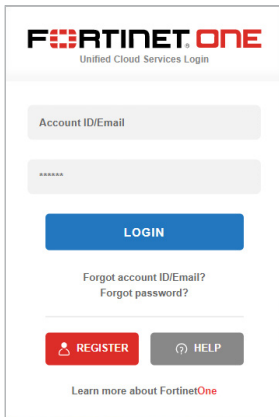 FORTINET ONE
Unified Cloud Services Login
Account ID/Email
******
LOGIN
Forgot account ID/Email?
Forgot password?
REGISTER
HELP
Learn more about FortinetOne